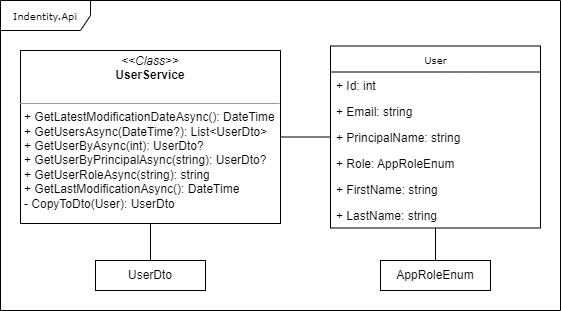 Indentity.Api
<<Class>>
UserService
+ GetLatestModificationDateAsync(): DateTime
+ GetUsersAsync(DateTime?): List<UserDto>
+ GetUserByAsync(int): UserDto?
+ GetUserByPrincipalAsync(string): UserDto?
+ GetUserRoleAsync(string): string
+ GetLastModificationAsync(): DateTime
- CopyToDto(User): UserDto
User
+ Id: int
+ Email: string
+ PrincipalName: string
+ Role: AppRoleEnum
+ FirstName: string
+ LastName: string
UserDto
AppRoleEnum